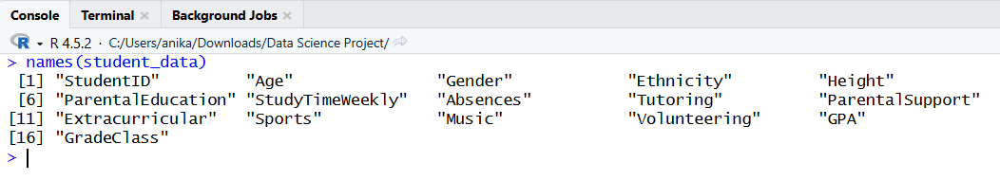 Console Terminal Background Jobs
R R 4.5.2 · C:/Users/anika/Downloads/Data Science Project/
> names(student_data)
[1] "StudentID" "Age" "Gender" "Ethnicity" "Height"
[6] "ParentalEducation" "StudyTimeWeekly" "Absences" "Tutoring" "ParentalSupport"
[11] "Extracurricular" "Sports" "Music" "Volunteering" "GPA"
[16] "GradeClass"
>